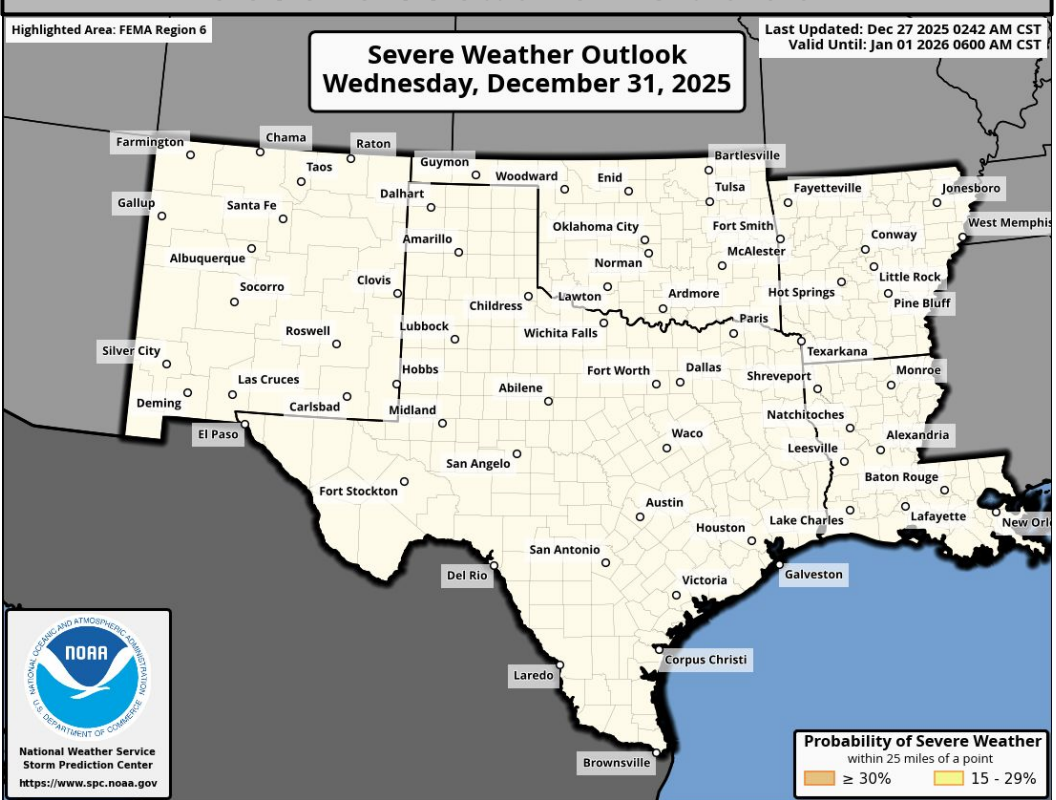 Highlighted Area: FEMA Region 6
Severe Weather Outlook
Wednesday, December 31, 2025
Last Updated: Dec 27 2025 0242 AM CST
Valid Until: Jan 01 2026 0600 AM CST
Farmington
Chama
Raton
Guymon
Bartlesville
Taos
Woodward
Enid
Tulsa
Fayetteville
Jonesboro
Gallup
Santa Fe
Dalhart
West Memphis
Oklahoma City
Fort Smith
Conway
Amarillo
Albuquerque
Norman
McAlester
Little Rock
Socorro
Clovis
Childress
Lawton
Ardmore
Hot Springs
Pine Bluff
Roswell
Lubbock
Wichita Falls
Paris
Silver City
Texarkana
Las Cruces
Hobbs
Fort Worth
Dallas
Shreveport
Monroe
Deming
Carlsbad
Midland
Abilene
Natchitoches
El Paso
Waco
Leesville
Alexandria
San Angelo
Fort Stockton
Baton Rouge
Austin
Houston
Lake Charles
Lafayette
New Orl
San Antonio
Del Rio
Victoria
Galveston
Laredo
Corpus Christi
Brownsville
NATIONAL OCEANIC AND ATMOSPHERIC ADMINISTRATION
NOAA
U.S. DEPARTMENT OF COMMERCE
National Weather Service
Storm Prediction Center
https://www.spc.noaa.gov
Probability of Severe Weather
within 25 miles of a point
≥ 30%
15 - 29%